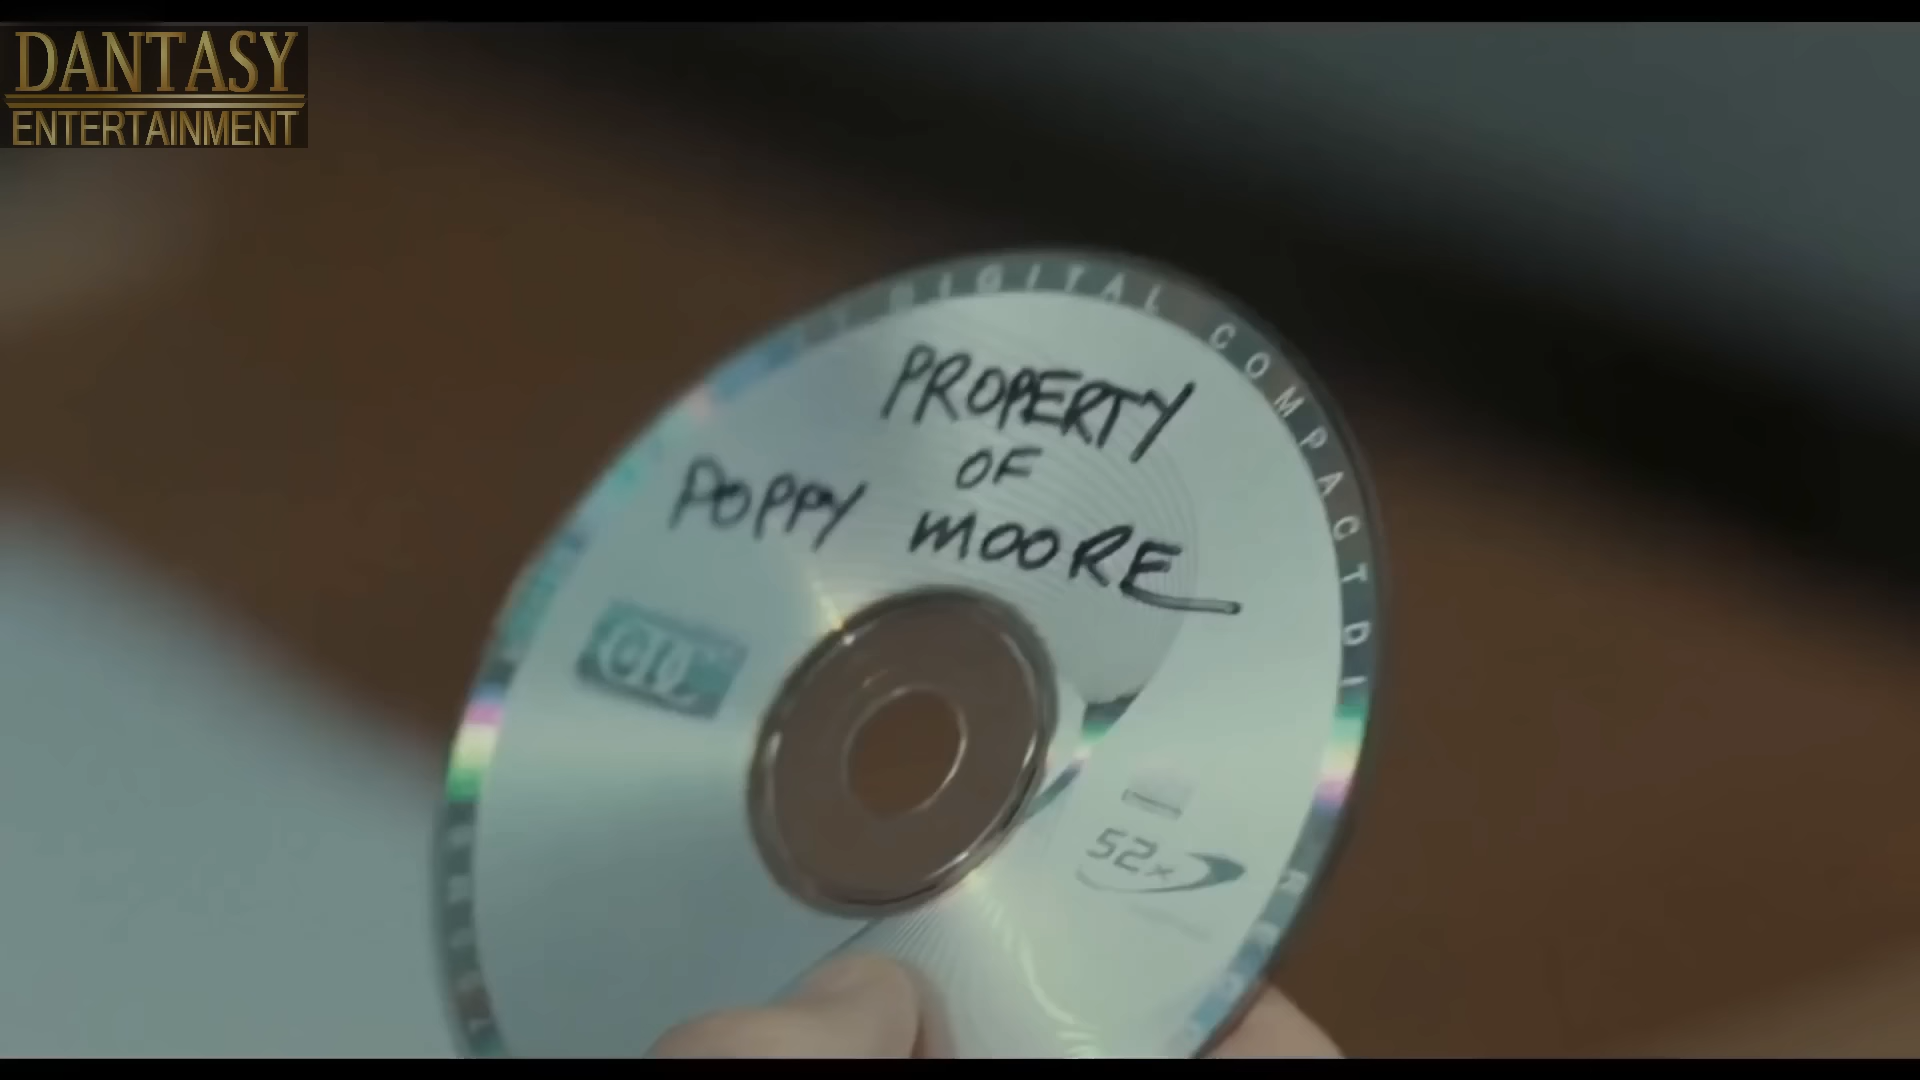 DANTASY
ENTERTAINMENT
DIGITAL COMPACT DI
PROPERTY
OF
POPPY MOORE
52x